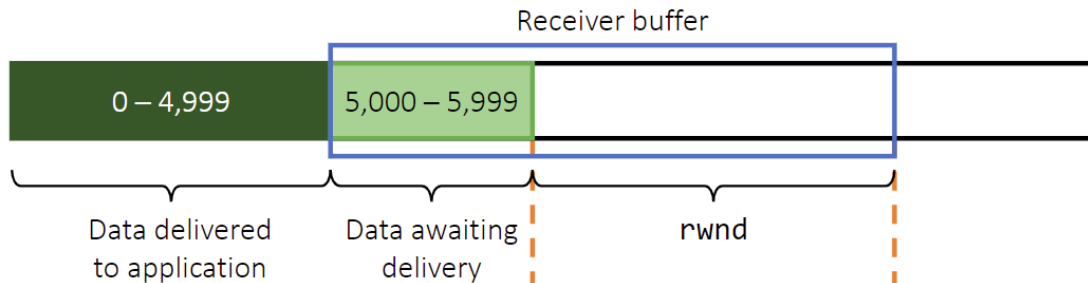 Receiver buffer
0 – 4,999
5,000 – 5,999
Data delivered
to application
Data awaiting
delivery
rwnd